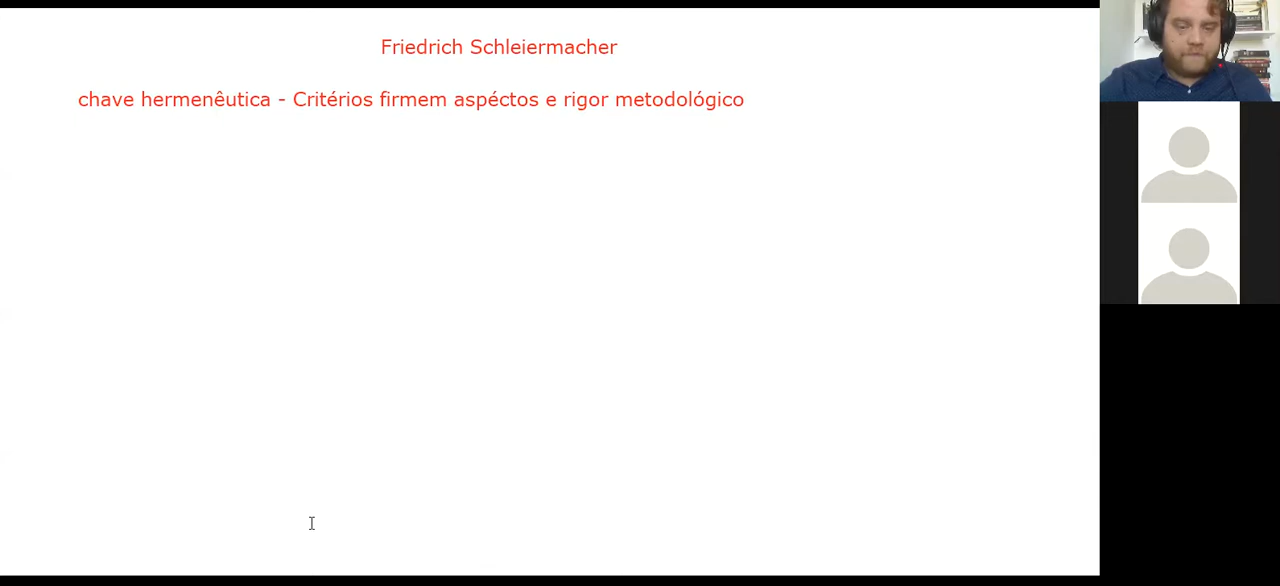 Friedrich Schleiermacher
chave hermenêutica - Critérios firmem aspéctos e rigor metodológico